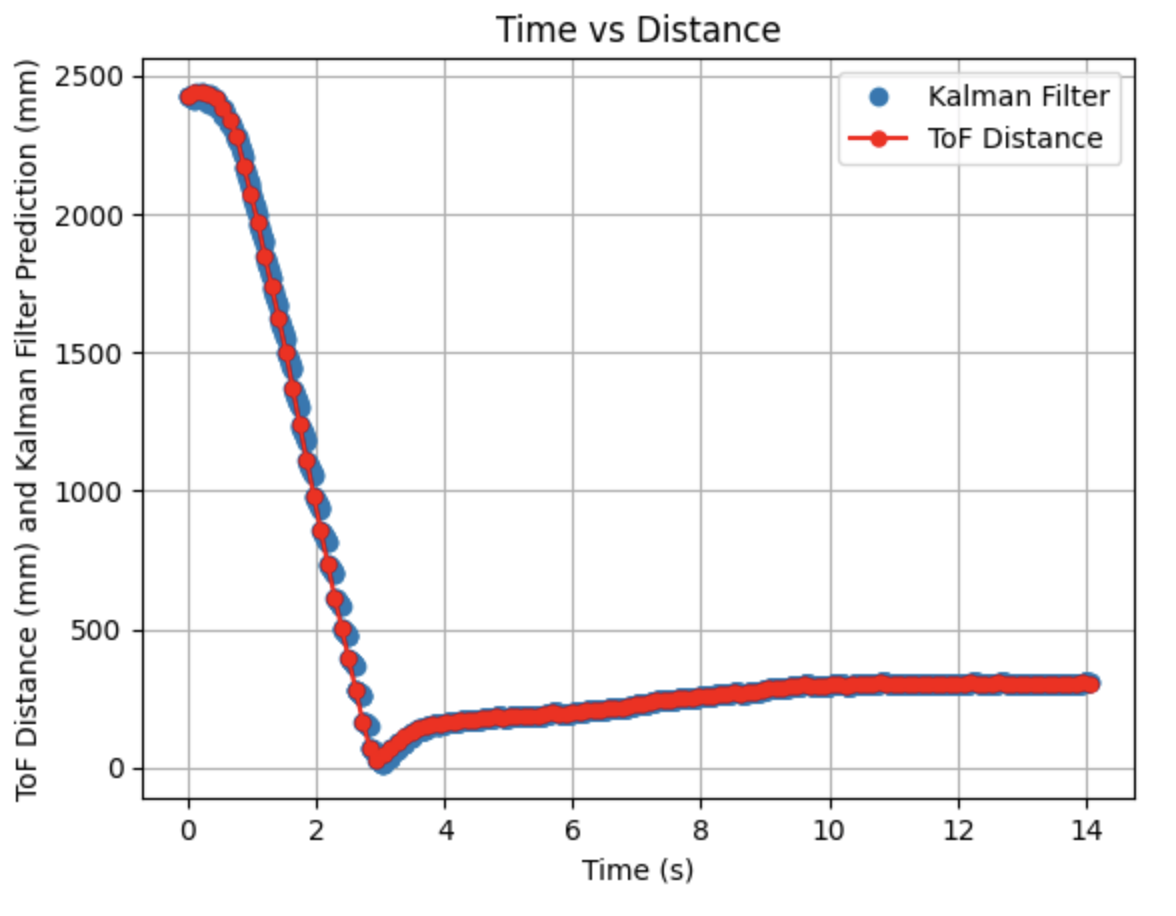 Time vs Distance
ToF Distance (mm) and Kalman Filter Prediction (mm)
2500
2000
1500
1000
500
0
Kalman Filter
ToF Distance
0 2 4 6 8 10 12 14
Time (s)